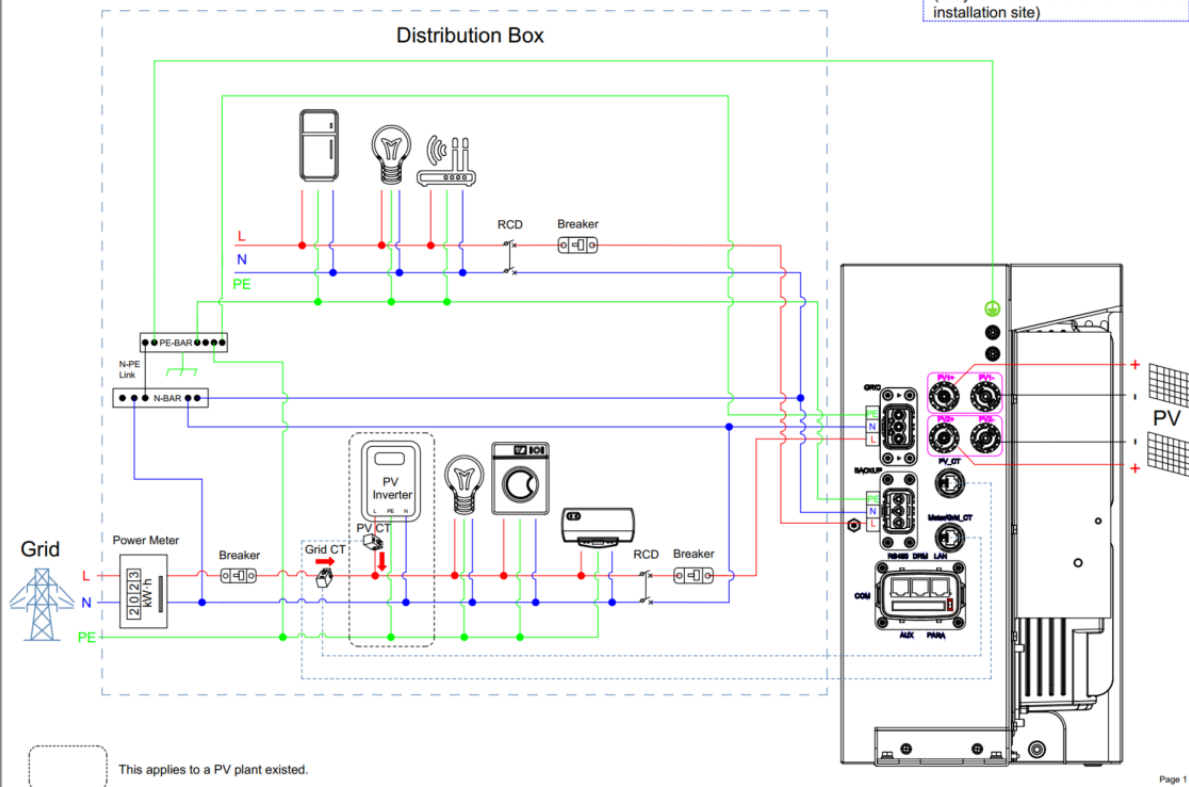 installation site)
Distribution Box
RCD
Breaker
L
N
PE
PE-BAR
N-PE
Link
N-BAR
GRID
PV1+
PV1-
+
-
PE
N
L
PV2+
PV2-
PV
-
+
PV_CT
BACKUP
PE
N
L
Meter/Grid_CT
RS485 DRM LAN
COM
AUX PARA
PV
Inverter
L PE N
PV CT
Grid
Power Meter
Breaker
Grid CT
RCD
Breaker
L
N
PE
2023
kW·h
This applies to a PV plant existed.
Page 1